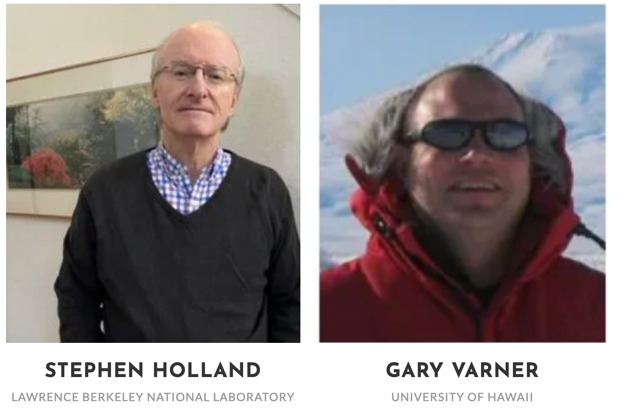 STEPHEN HOLLAND
LAWRENCE BERKELEY NATIONAL LABORATORY
GARY VARNER
UNIVERSITY OF HAWAII